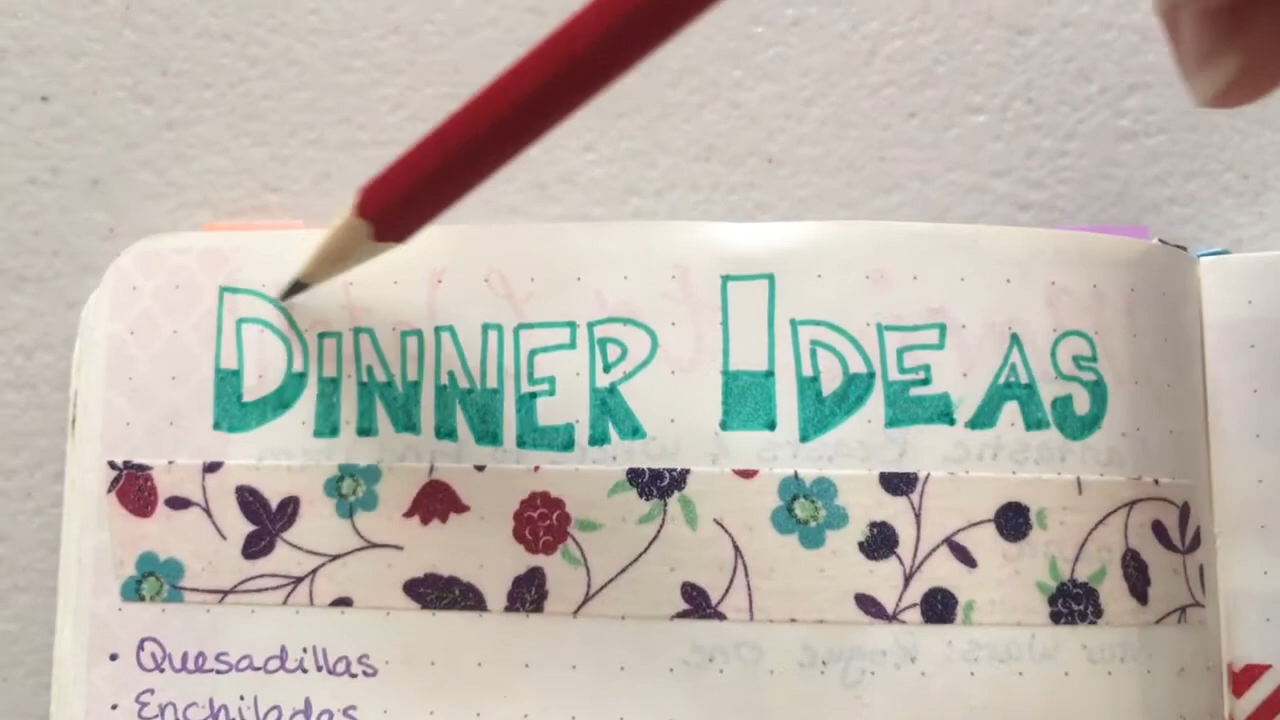 DINNER IDEAS
• Quesadillas
• Enchiladas